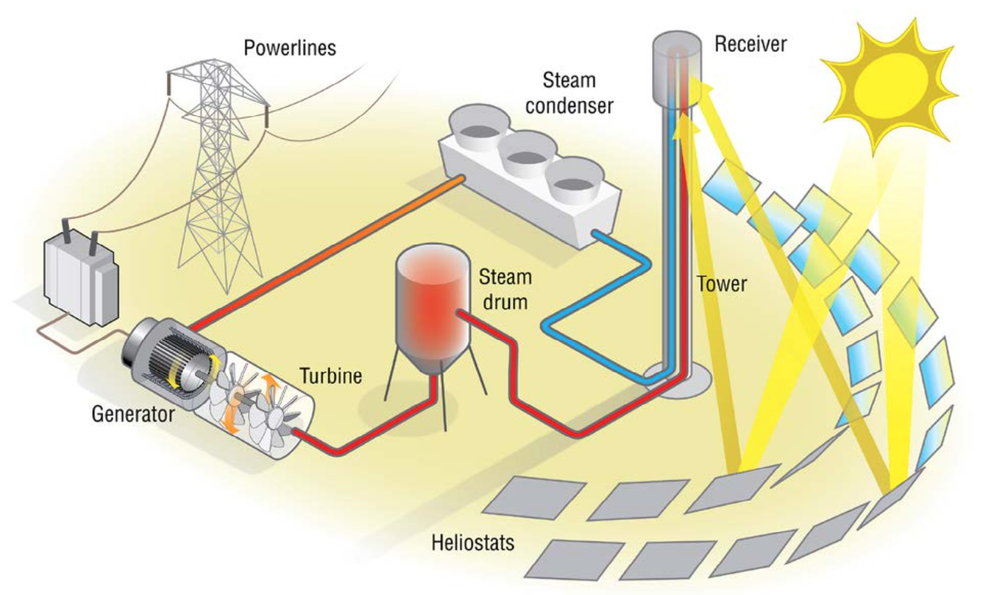 Powerlines
Receiver
Steam
condenser
Steam
drum
Tower
Turbine
Generator
Heliostats